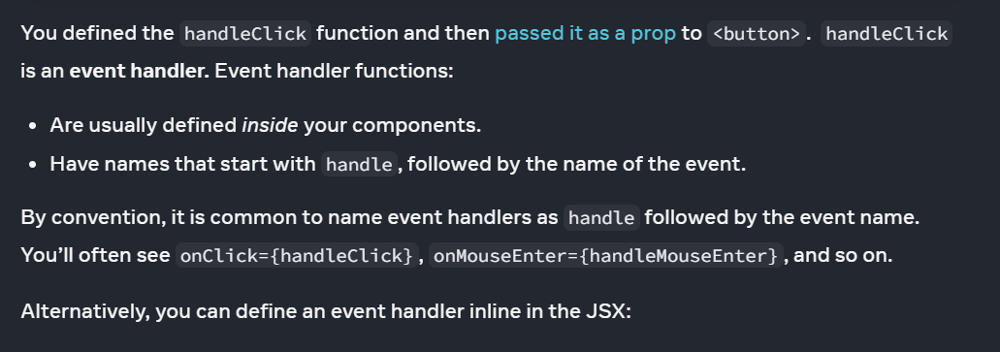 You defined the handleClick function and then passed it as a prop to <button>. handleClick
is an event handler. Event handler functions:
• Are usually defined inside your components.
• Have names that start with handle, followed by the name of the event.
By convention, it is common to name event handlers as handle followed by the event name.
You’ll often see onClick={handleClick}, onMouseEnter={handleMouseEnter}, and so on.
Alternatively, you can define an event handler inline in the JSX: